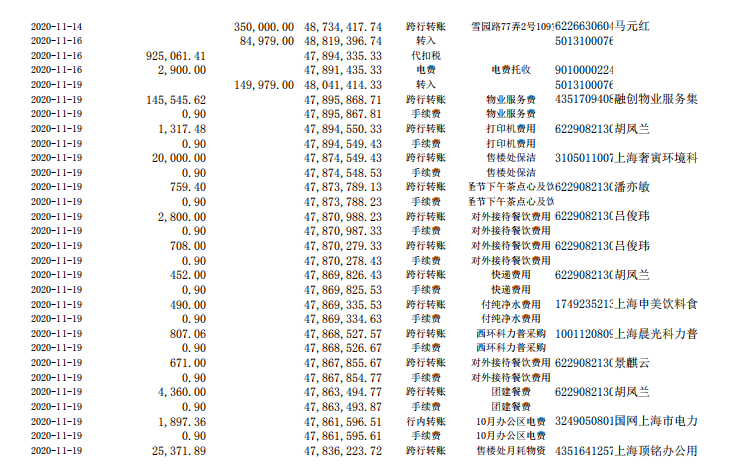 2020-11-14 350,000.00 48,734,417.74 跨行转账 雪园路77弄2号109 6226630604 马元红
2020-11-16 84,979.00 48,819,396.74 转入 5013100076
2020-11-16 925,061.41 47,894,335.33 代扣税
2020-11-16 2,900.00 47,891,435.33 电费 电费托收 9010000224
2020-11-19 149,979.00 48,041,414.33 转入 5013100076
2020-11-19 145,545.62 47,895,868.71 跨行转账 物业服务费 4351709408 融创物业服务集
2020-11-19 0.90 47,895,867.81 手续费 物业服务费
2020-11-19 1,317.48 47,894,550.33 跨行转账 打印机费用 6229082130 胡凤兰
2020-11-19 0.90 47,894,549.43 手续费 打印机费用
2020-11-19 20,000.00 47,874,549.43 跨行转账 售楼处保洁 3105011007 上海奢寅环境科
2020-11-19 0.90 47,874,548.53 手续费 售楼处保洁
2020-11-19 759.40 47,873,789.13 跨行转账 圣节下午茶点心及饮 6229082130 潘亦敏
2020-11-19 0.90 47,873,788.23 手续费 圣节下午茶点心及饮
2020-11-19 2,800.00 47,870,988.23 跨行转账 对外接待餐饮费用 6229082130 吕俊玮
2020-11-19 0.90 47,870,987.33 手续费 对外接待餐饮费用
2020-11-19 708.00 47,870,279.33 跨行转账 对外接待餐饮费用 6229082130 吕俊玮
2020-11-19 0.90 47,870,278.43 手续费 对外接待餐饮费用
2020-11-19 452.00 47,869,826.43 跨行转账 快递费用 6229082130 胡凤兰
2020-11-19 0.90 47,869,825.53 手续费 快递费用
2020-11-19 490.00 47,869,335.53 跨行转账 付纯净水费用 1749235213 上海申美饮料食
2020-11-19 0.90 47,869,334.63 手续费 付纯净水费用
2020-11-19 807.06 47,868,527.57 跨行转账 西环科力普采购 1001120809 上海晨光科力普
2020-11-19 0.90 47,868,526.67 手续费 西环科力普采购
2020-11-19 671.00 47,867,855.67 跨行转账 对外接待餐饮费用 6229082130 景麒云
2020-11-19 0.90 47,867,854.77 手续费 对外接待餐饮费用
2020-11-19 4,360.00 47,863,494.77 跨行转账 团建餐费 6229082130 胡凤兰
2020-11-19 0.90 47,863,493.87 手续费 团建餐费
2020-11-19 1,897.36 47,861,596.51 行内转账 10月办公区电费 3249050801 国网上海市电力
2020-11-19 0.90 47,861,595.61 手续费 10月办公区电费
2020-11-19 25,371.89 47,836,223.72 跨行转账 售楼处月耗物资 4351641257 上海顶铭办公用